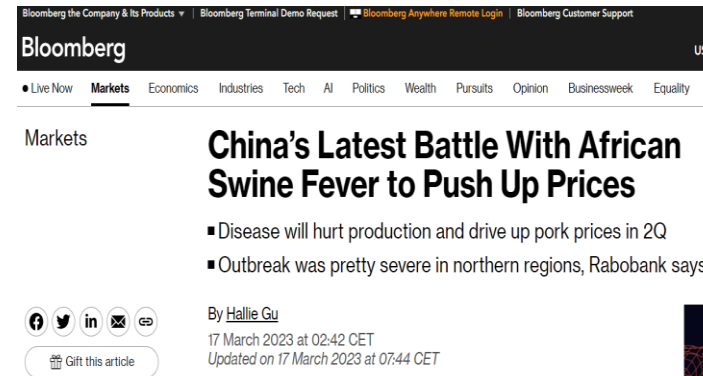 Bloomberg the Company & Its Products ▾ | Bloomberg Terminal Demo Request | Bloomberg Anywhere Remote Login | Bloomberg Customer Support
Bloomberg
US
• Live Now Markets Economics Industries Tech AI Politics Wealth Pursuits Opinion Businessweek Equality
Markets
China's Latest Battle With African
Swine Fever to Push Up Prices
▪ Disease will hurt production and drive up pork prices in 2Q
▪ Outbreak was pretty severe in northern regions, Rabobank says
By Hallie Gu
17 March 2023 at 02:42 CET
Updated on 17 March 2023 at 07:44 CET
Gift this article